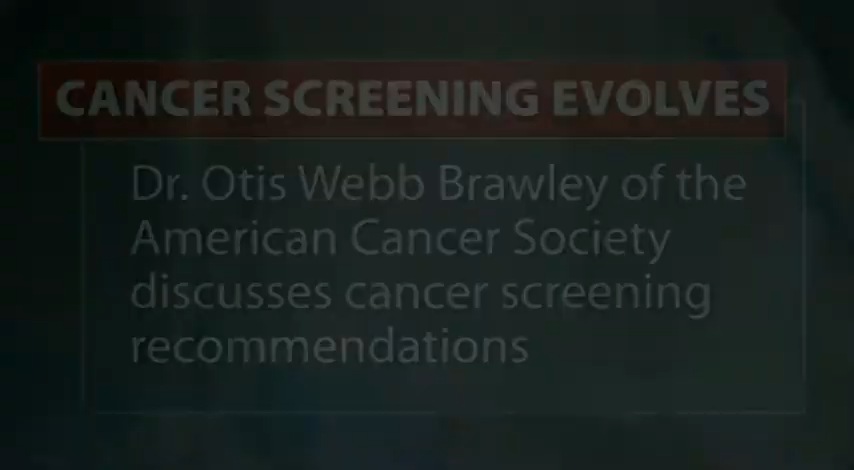 CANCER SCREENING EVOLVES
Dr. Otis Webb Brawley of the
American Cancer Society
discusses cancer screening
recommendations